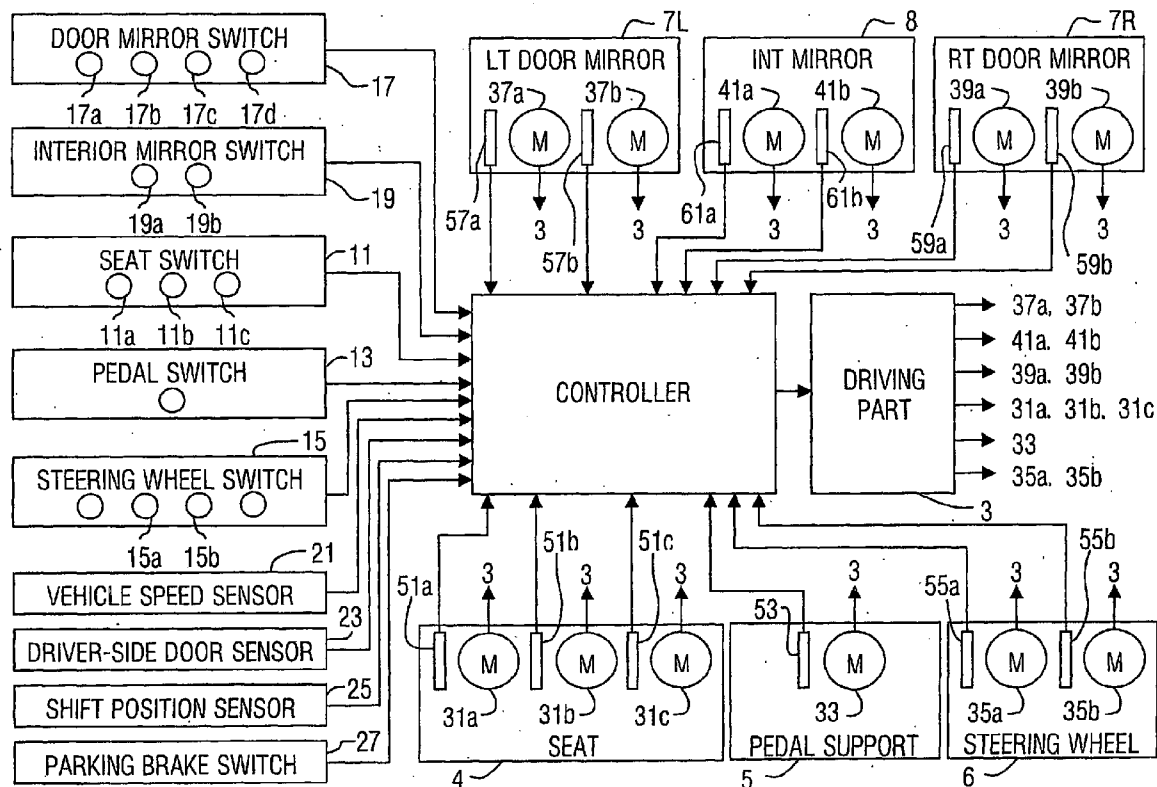 DOOR MIRROR SWITCH
17a 17b 17c 17d
17
INTERIOR MIRROR SWITCH
19a 19b
19
SEAT SWITCH
11a 11b 11c
11
PEDAL SWITCH
13
STEERING WHEEL SWITCH
15a 15b
15
VEHICLE SPEED SENSOR
21
DRIVER-SIDE DOOR SENSOR
23
SHIFT POSITION SENSOR
25
PARKING BRAKE SWITCH
27
7L
LT DOOR MIRROR
37a 37b
M M
57a 57b
3 3
8
INT MIRROR
41a 41b
M M
61a 61b
3 3
7R
RT DOOR MIRROR
39a 39b
M M
59a 59b
3 3
CONTROLLER
DRIVING
PART
3
37a, 37b
41a, 41b
39a, 39b
31a, 31b, 31c
33
35a, 35b
51a 51b 51c
3 3 3
M M M
31a 31b 31c
SEAT
4
53
3
M
33
PEDAL SUPPORT
5
55a 55b
3 3
M M
35a 35b
STEERING WHEEL
6